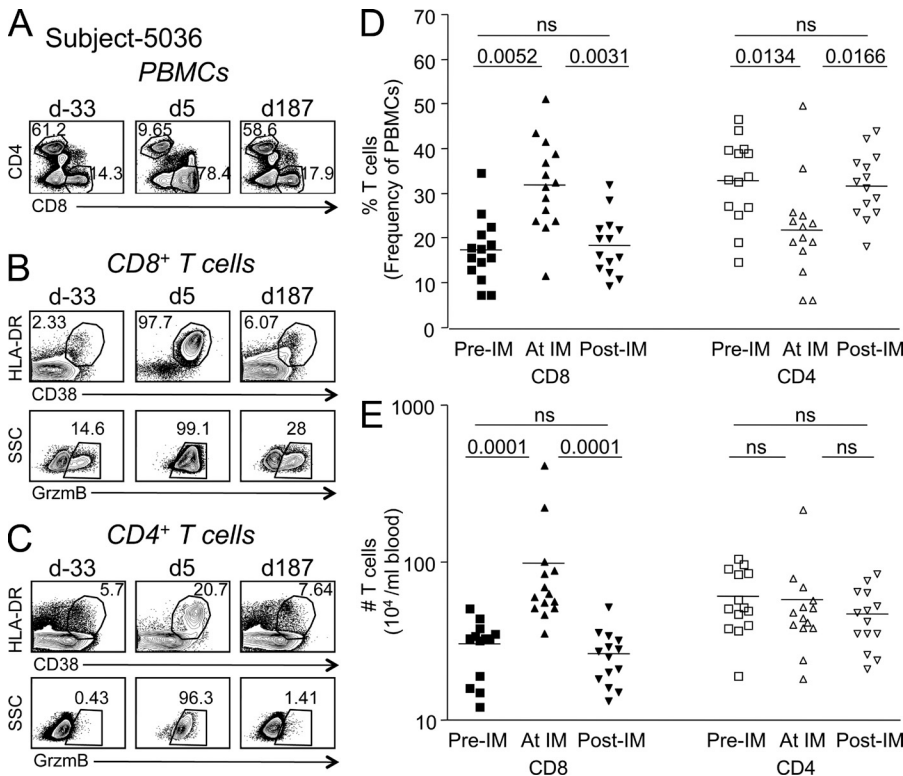 A
Subject-5036
PBMCs
d-33 d5 d187
61.2 9.65 58.6
14.3 78.4 17.9
CD4
CD8
B
CD8+ T cells
d-33 d5 d187
2.33 97.7 6.07
HLA-DR
CD38
14.6 99.1 28
SSC
GrzmB
C
CD4+ T cells
d-33 d5 d187
5.7 20.7 7.64
HLA-DR
CD38
0.43 96.3 1.41
SSC
GrzmB
D
% T cells
(Frequency of PBMCs)
70
60
50
40
30
20
10
0
ns ns
0.0052 0.0031 0.0134 0.0166
Pre-IM At IM Post-IM Pre-IM At IM Post-IM
CD8 CD4
E
# T cells
(10⁴ /ml blood)
1000
100
10
ns ns
0.0001 0.0001 ns ns
Pre-IM At IM Post-IM Pre-IM At IM Post-IM
CD8 CD4